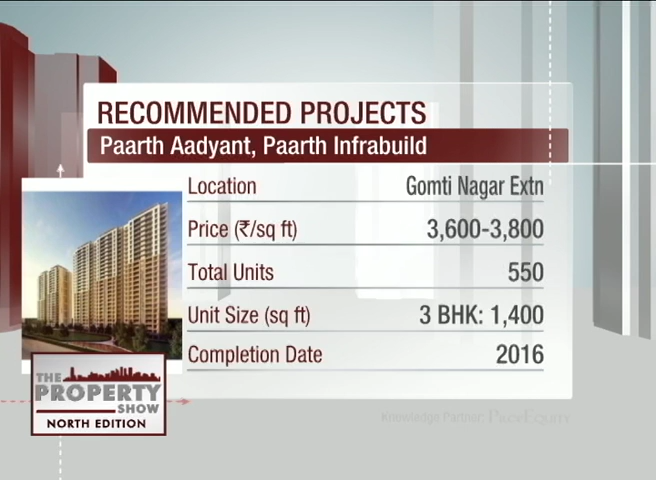 RECOMMENDED PROJECTS
Paarth Aadyant, Paarth Infrabuild
Location Gomti Nagar Extn
Price (₹/sq ft) 3,600-3,800
Total Units 550
Unit Size (sq ft) 3 BHK: 1,400
Completion Date 2016
THE
PROPERTY
SHOW
NORTH EDITION
Knowledge Partner: PROPEQUITY